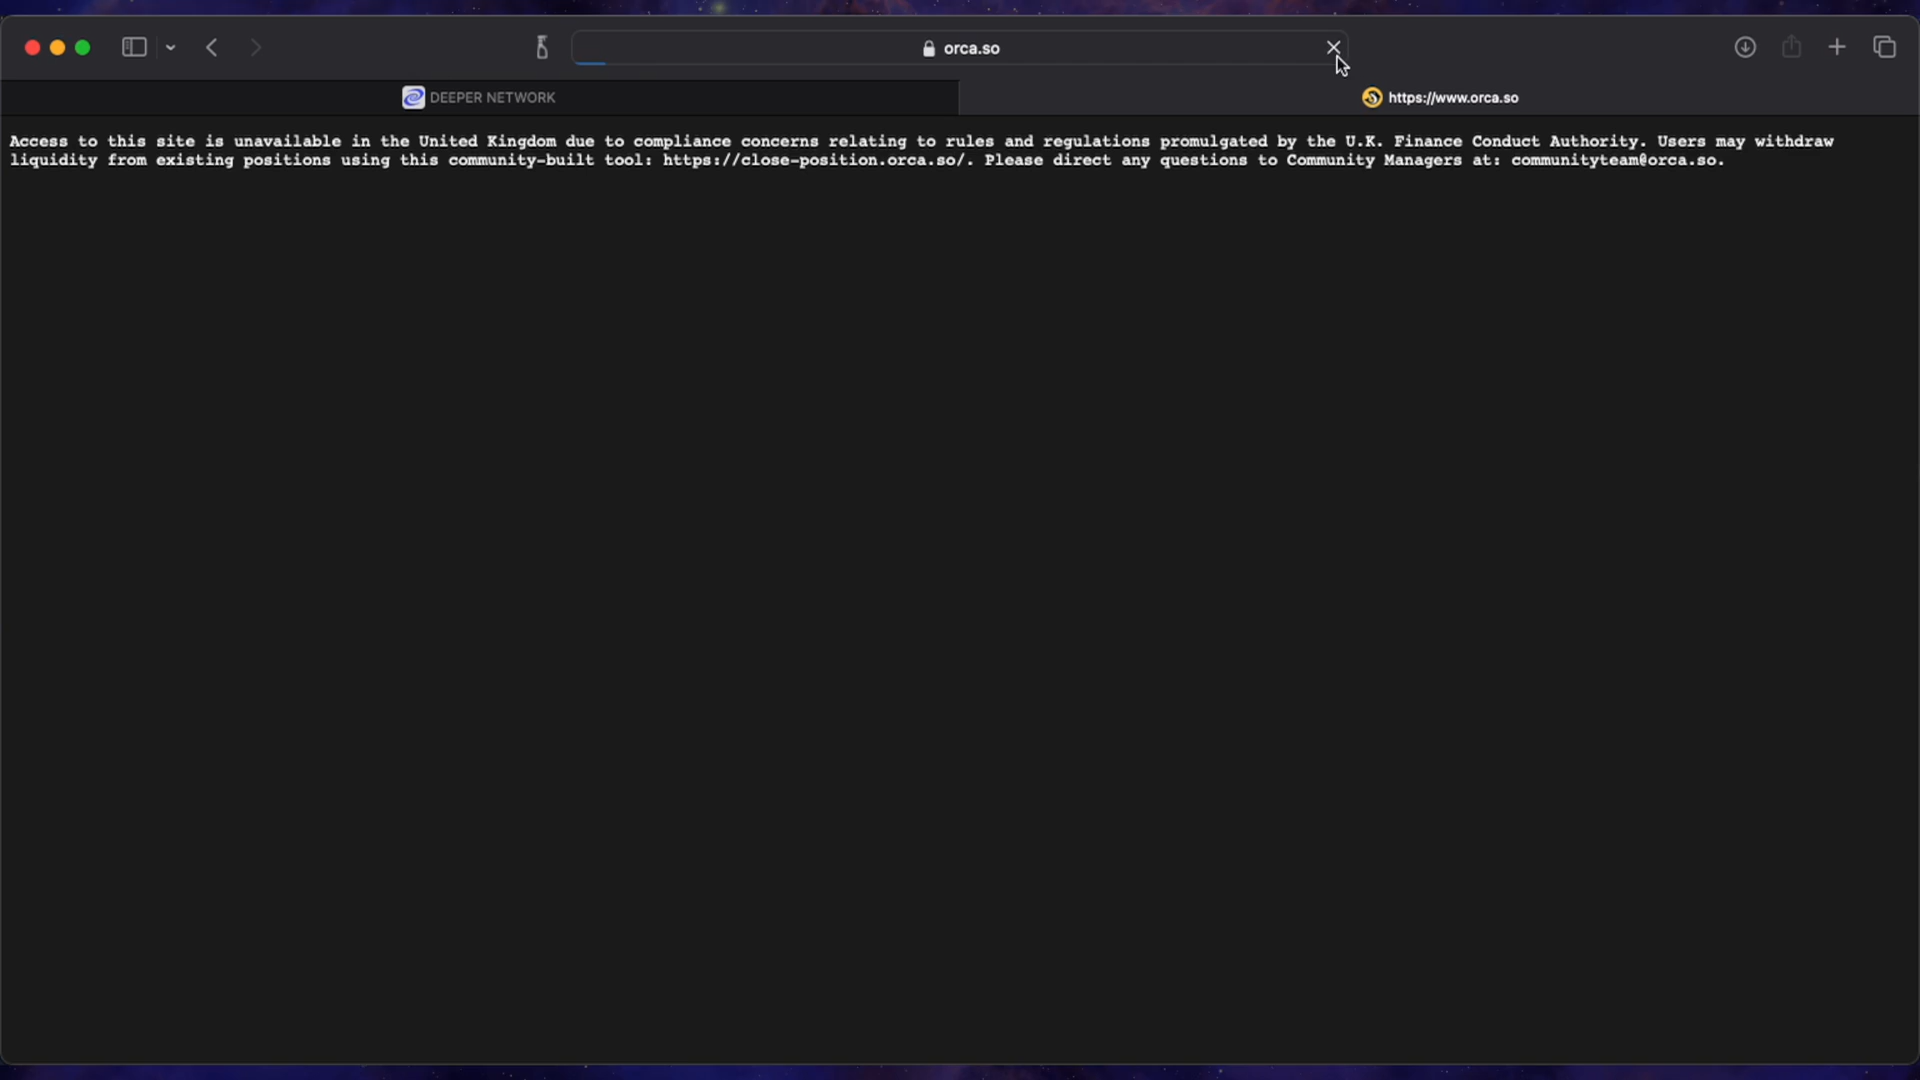 orca.so
DEEPER NETWORK
https://www.orca.so
Access to this site is unavailable in the United Kingdom due to compliance concerns relating to rules and regulations promulgated by the U.K. Finance Conduct Authority. Users may withdraw
liquidity from existing positions using this community-built tool: https://close-position.orca.so/. Please direct any questions to Community Managers at: communityteam@orca.so.